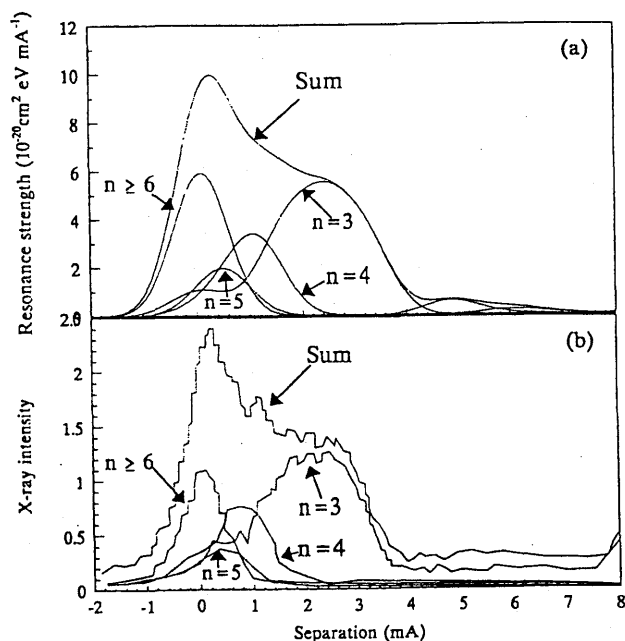 (a)
Resonance strength (10⁻²⁰cm² eV mA⁻¹)
12
10
8
6
4
2
0
Sum
n ≥ 6
n=3
n=4
n=5
(b)
X-ray intensity
2.0
2
1.5
1
0.5
0
Sum
n ≥ 6
n=3
n=4
n=5
-2 -1 0 1 2 3 4 5 6 7 8
Separation (mA)